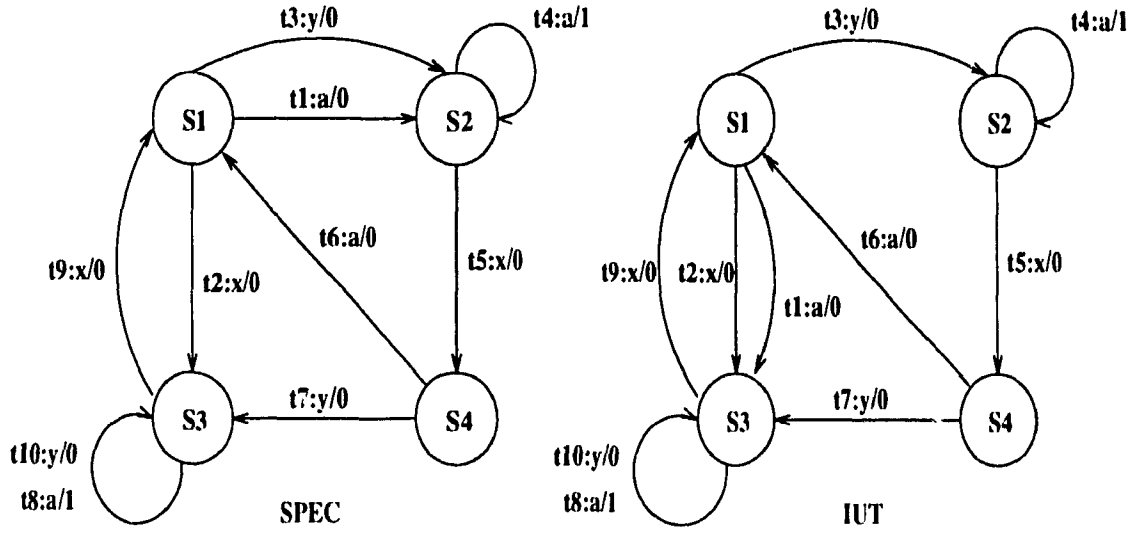 t3:y/0
t4:a/1
S1
t1:a/0
S2
t6:a/0
t9:x/0
t2:x/0
t5:x/0
S3
t7:y/0
S4
t10:y/0
t8:a/1
SPEC
t3:y/0
t4:a/1
S1
S2
t6:a/0
t9:x/0
t2:x/0
t5:x/0
t1:a/0
S3
t7:y/0
S4
t10:y/0
t8:a/1
IUT